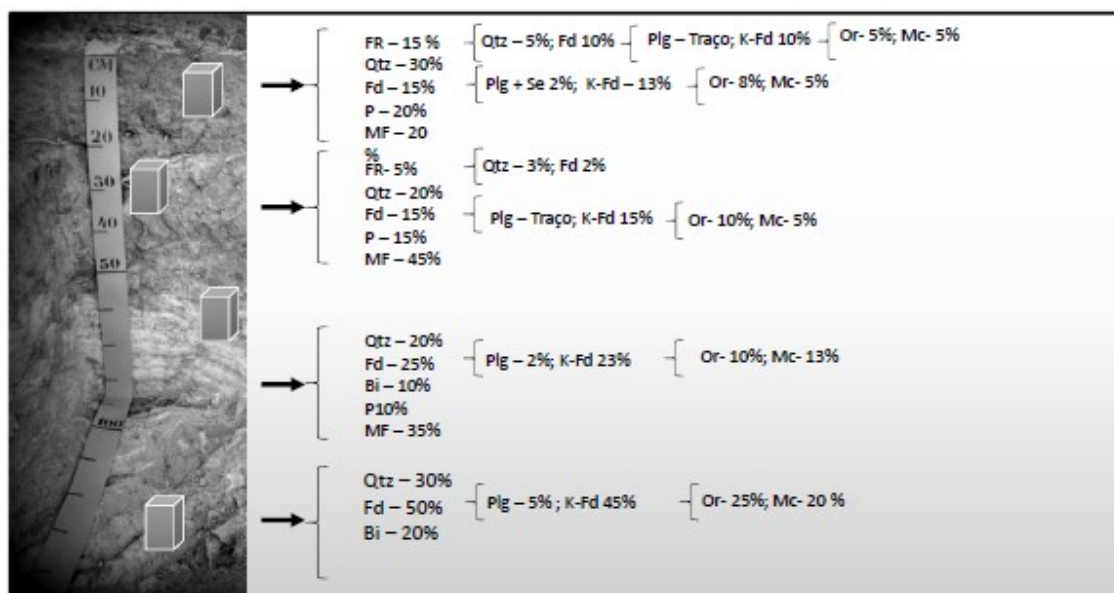 CM
10
20
30
40
50
100
FR – 15 % Qtz – 5%; Fd 10% Plg – Traço; K-Fd 10% Or- 5%; Mc- 5%
Qtz – 30%
Fd – 15% Plg + Se 2%; K-Fd – 13% Or- 8%; Mc- 5%
P – 20%
MF – 20
%
FR- 5% Qtz – 3%; Fd 2%
Qtz – 20%
Fd – 15% Plg – Traço; K-Fd 15% Or- 10%; Mc- 5%
P – 15%
MF – 45%
Qtz – 20%
Fd – 25% Plg – 2%; K-Fd 23% Or- 10%; Mc- 13%
Bi – 10%
P10%
MF – 35%
Qtz – 30%
Fd – 50% Plg – 5% ; K-Fd 45% Or- 25%; Mc- 20 %
Bi – 20%